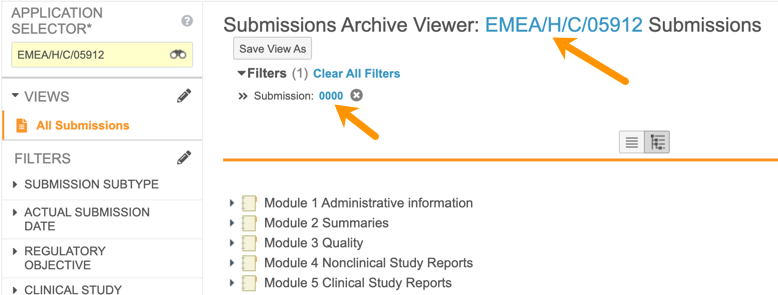 APPLICATION
SELECTOR*
?
EMEA/H/C/05912
VIEWS
All Submissions
FILTERS
SUBMISSION SUBTYPE
ACTUAL SUBMISSION
DATE
REGULATORY
OBJECTIVE
CLINICAL STUDY
Submissions Archive Viewer: EMEA/H/C/05912 Submissions
Save View As
Filters (1) Clear All Filters
Submission: 0000
Module 1 Administrative information
Module 2 Summaries
Module 3 Quality
Module 4 Nonclinical Study Reports
Module 5 Clinical Study Reports